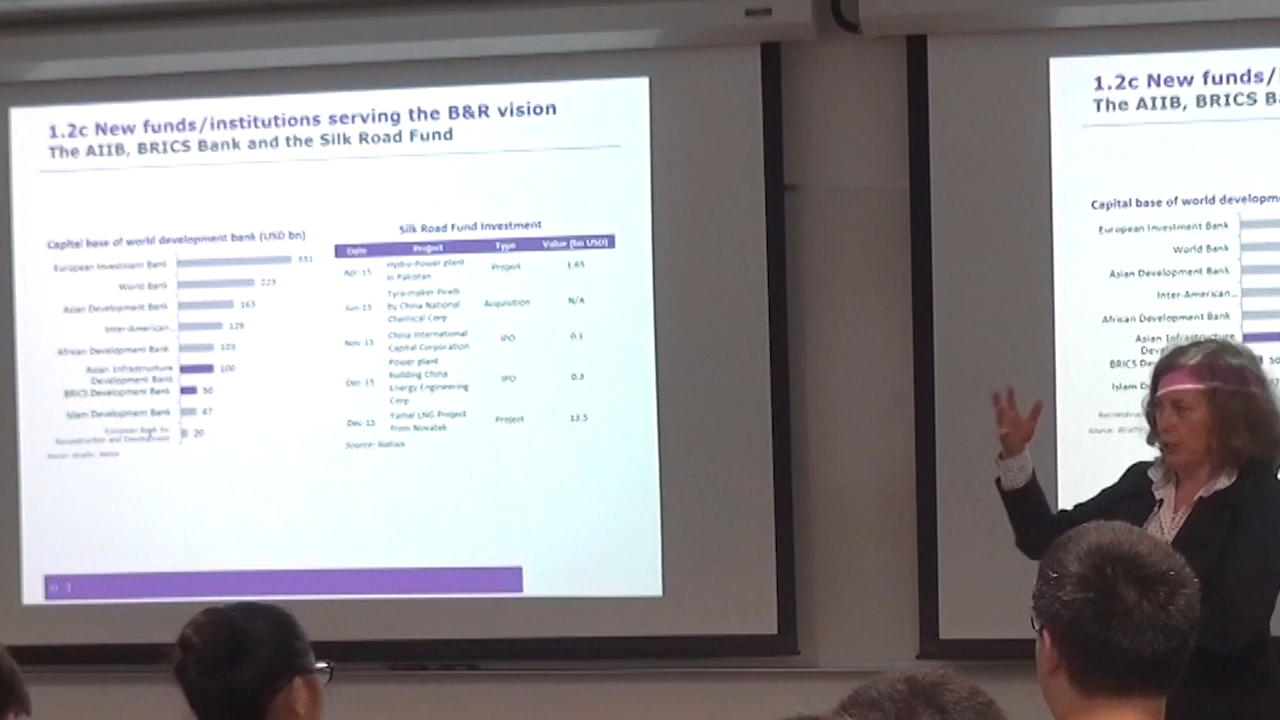 1.2c New funds/institutions serving the B&R vision
The AIIB, BRICS Bank and the Silk Road Fund
Capital base of world development bank (USD bn)
European Investment Bank 331
World Bank 223
Asian Development Bank 163
Inter-American... 129
African Development Bank 103
Asian Infrastructure
Development Bank 100
BRICS Development Bank 50
Islam Development Bank 47
European Bank for
Reconstruction and Development 20
Silk Road Fund Investment
Date Project Type Value (bn USD)
Apr-15 Hydro-Power plant
in Pakistan Project 1.65
Jun-15 Tyre-maker Pirelli
by China National
Chemical Corp Acquisition N/A
Nov-15 China International
Capital Corporation IPO 0.1
Dec-15 Power plant
building China
Energy Engineering
Corp IPO 0.3
Dec-15 Yamal LNG Project
from Novatek Project 13.5
Source: Natixis
1.2c New funds/
The AIIB, BRICS B
Capital base of world developm
European Investment Bank
World Bank
Asian Development Bank
Inter-American...
African Development Bank
Asian Infrastructure
BRICS De
50
Islam D